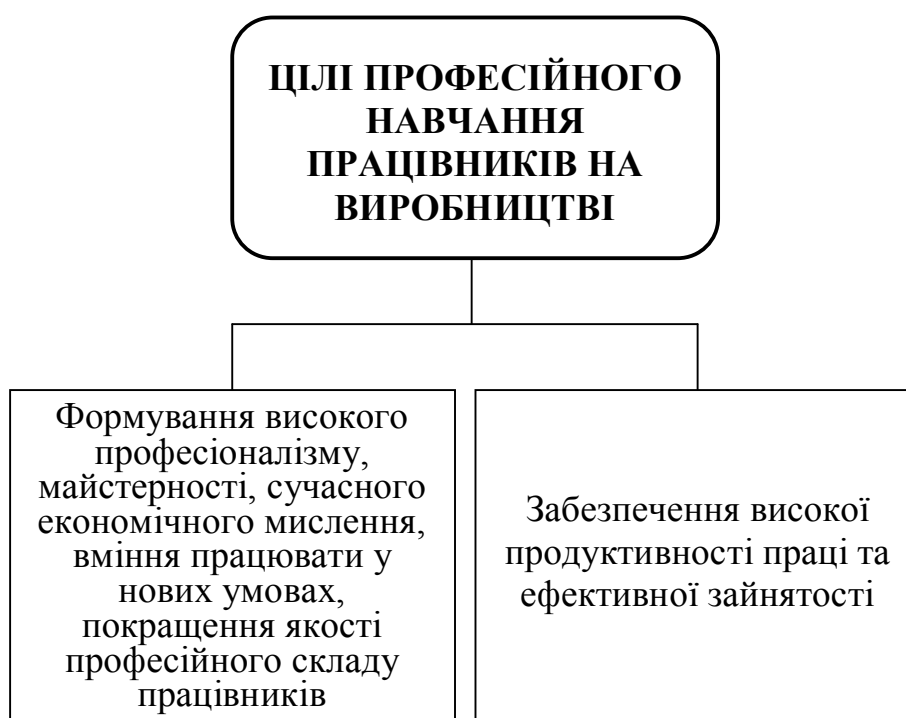 ЦІЛІ ПРОФЕСІЙНОГО
НАВЧАННЯ
ПРАЦІВНИКІВ НА
ВИРОБНИЦТВІ
Формування високого
професіоналізму,
майстерності, сучасного
економічного мислення,
вміння працювати у
нових умовах,
покращення якості
професійного складу
працівників
Забезпечення високої
продуктивності праці та
ефективної зайнятості